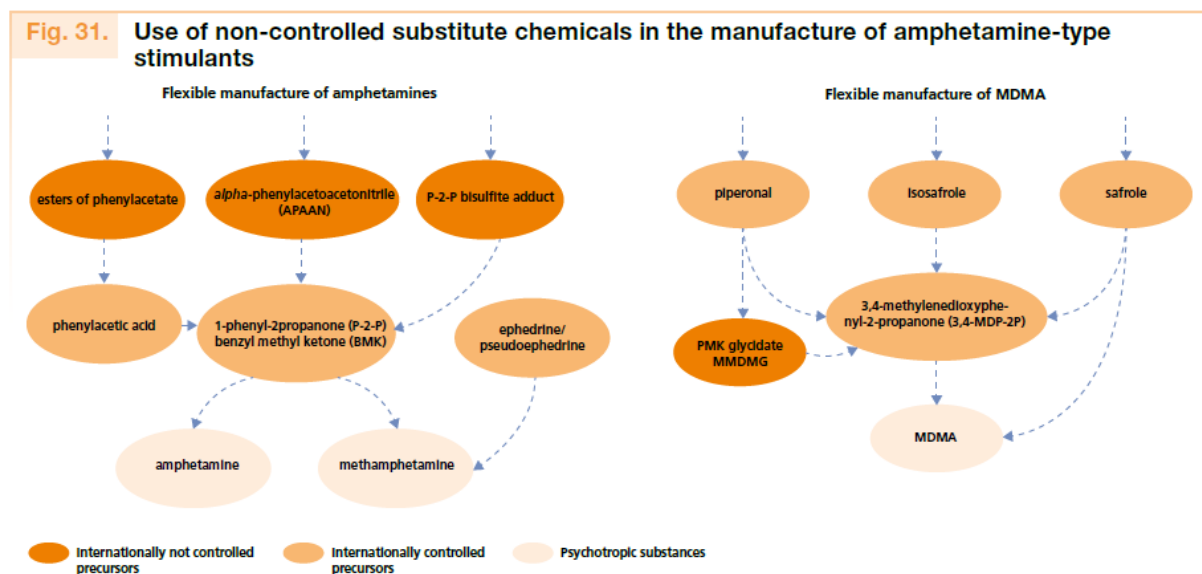 Fig. 31.
Use of non-controlled substitute chemicals in the manufacture of amphetamine-type
stimulants
Flexible manufacture of amphetamines
Flexible manufacture of MDMA
esters of phenylacetate
alpha-phenylacetoacetonitrile
(APAAN)
P-2-P bisulfite adduct
piperonal
isosafrole
safrole
phenylacetic acid
1-phenyl-2propanone (P-2-P)
benzyl methyl ketone (BMK)
ephedrine/
pseudoephedrine
3,4-methylenedioxyphe-
nyl-2-propanone (3,4-MDP-2P)
PMK glycidate
MMDMG
amphetamine
methamphetamine
MDMA
Internationally not controlled
precursors
Internationally controlled
precursors
Psychotropic substances